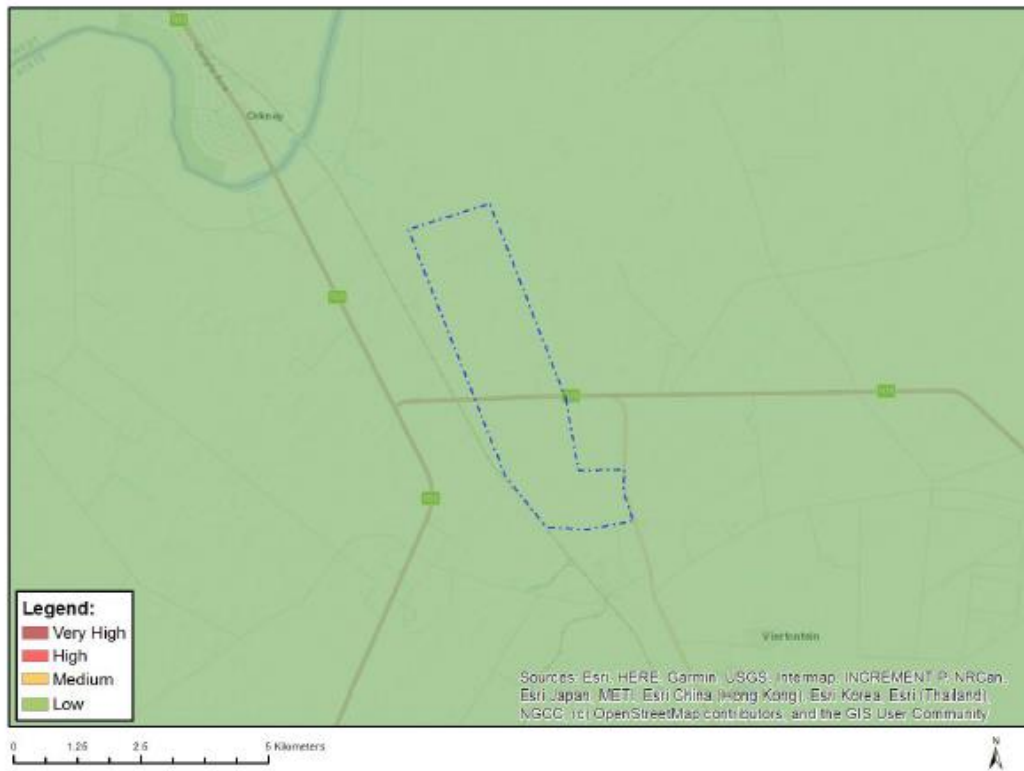 Orkney
Vierfontein
Legend:
Very High
High
Medium
Low
Sources: Esri, HERE, Garmin, USGS, Intermap, INCREMENT P, NRCan,
Esri Japan, METI, Esri China (Hong Kong), Esri Korea, Esri (Thailand),
NGCC, (c) OpenStreetMap contributors, and the GIS User Community
0 1.25 2.5 5 Kilometers
N